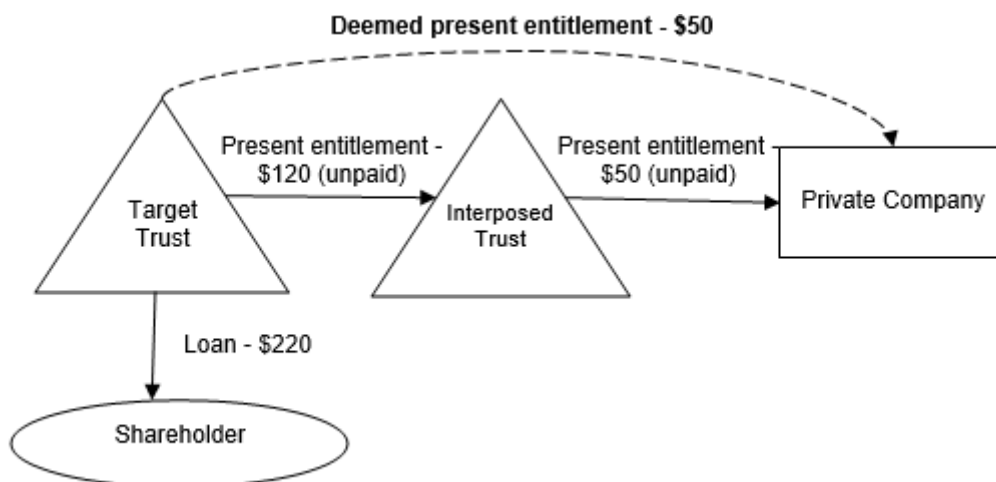 Deemed present entitlement - $50
Present entitlement -
$120 (unpaid)
Present entitlement -
$50 (unpaid)
Target
Trust
Interposed
Trust
Private Company
Loan - $220
Shareholder